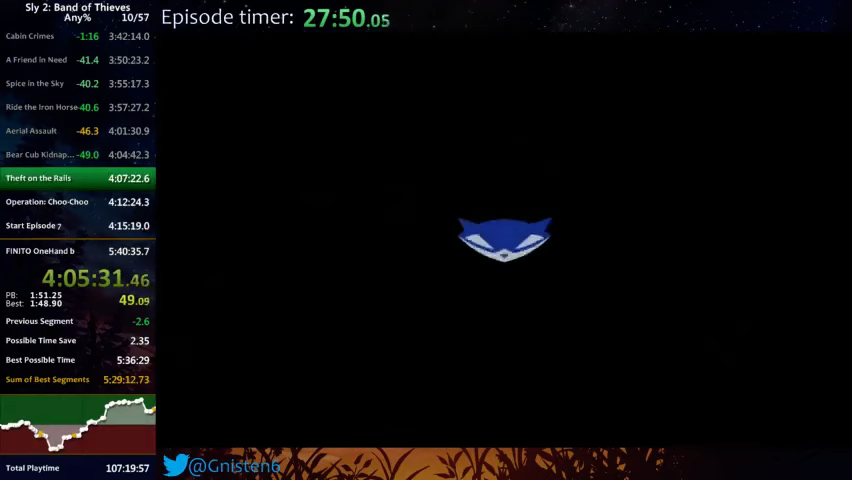 Sly 2: Band of Thieves
Any% 10/57
Episode timer: 27:50.05
Cabin Crimes -1:16 3:42:14.0
A Friend in Need -41.4 3:50:23.2
Spice in the Sky -40.2 3:55:17.3
Ride the Iron Horse -40.6 3:57:27.2
Aerial Assault -46.3 4:01:30.9
Bear Cub Kidnap... -49.0 4:04:42.3
Theft on the Rails 4:07:22.6
Operation: Choo-Choo 4:12:24.3
Start Episode 7 4:15:19.0
FINITO OneHand b 5:40:35.7
4:05:31.46
PB: 1:51.25
Best: 1:48.90
49.09
Previous Segment -2.6
Possible Time Save 2.35
Best Possible Time 5:36:29
Sum of Best Segments 5:29:12.73
Total Playtime 107:19:57
@Gnisten6